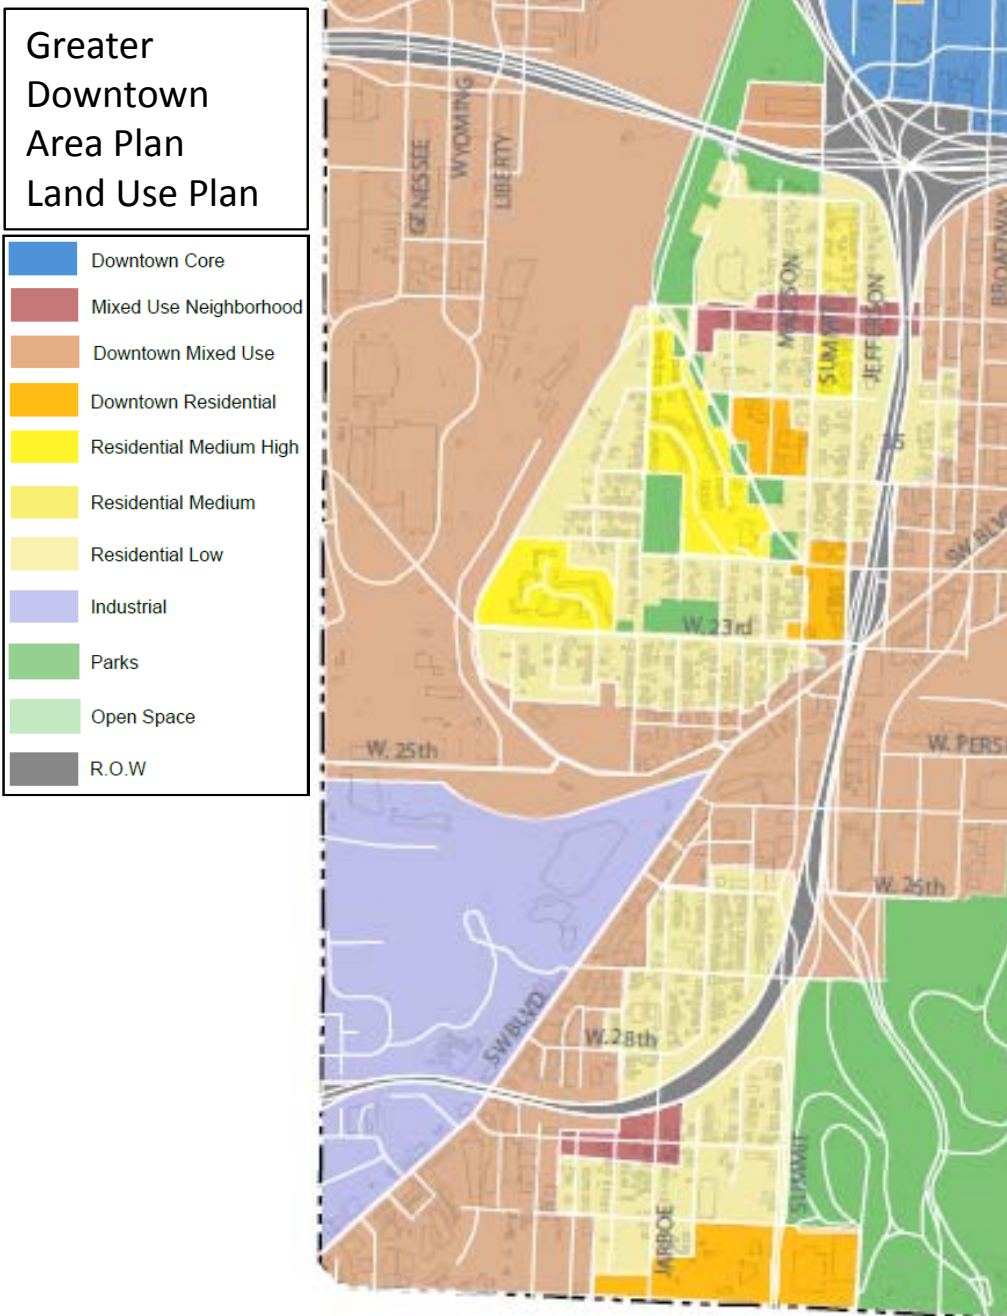 Greater
Downtown
Area Plan
Land Use Plan
Downtown Core
Mixed Use Neighborhood
Downtown Mixed Use
Downtown Residential
Residential Medium High
Residential Medium
Residential Low
Industrial
Parks
Open Space
R.O.W
GENESSEE
WYOMING
LIBERTY
MADISON
SUMMIT
JEFFERSON
BROADWAY
35
SW BLV
W. 23rd
W. 25th
W. PERS
W. 26th
SW BLVD
W. 28th
SUMMIT
JARBOE